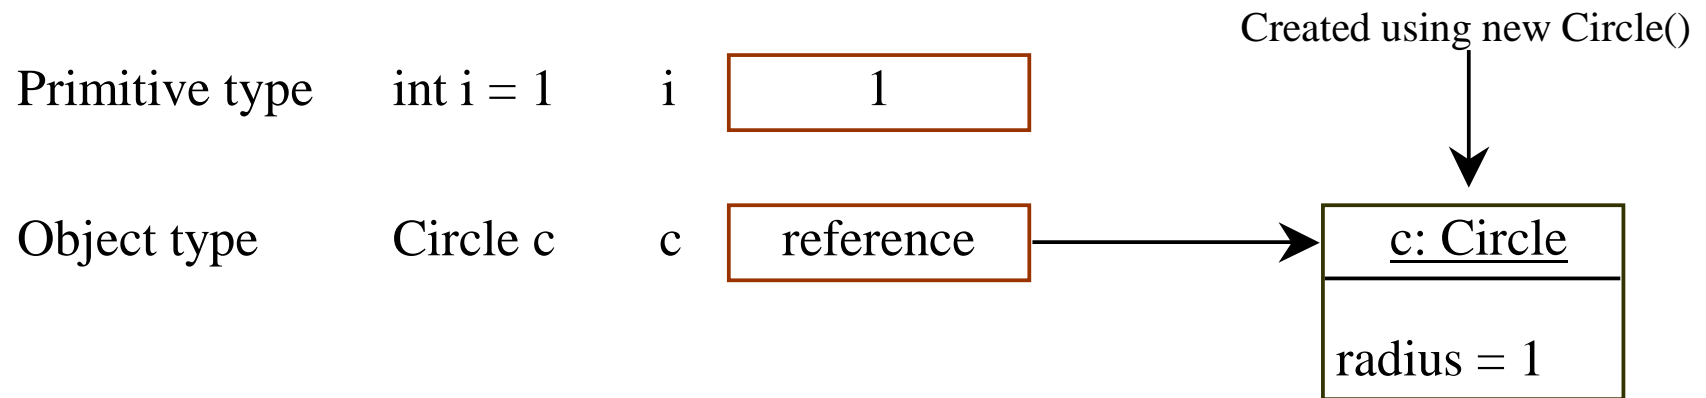 Created using new Circle()
Primitive type int i = 1 i 1
Object type Circle c c reference c: Circle
radius = 1